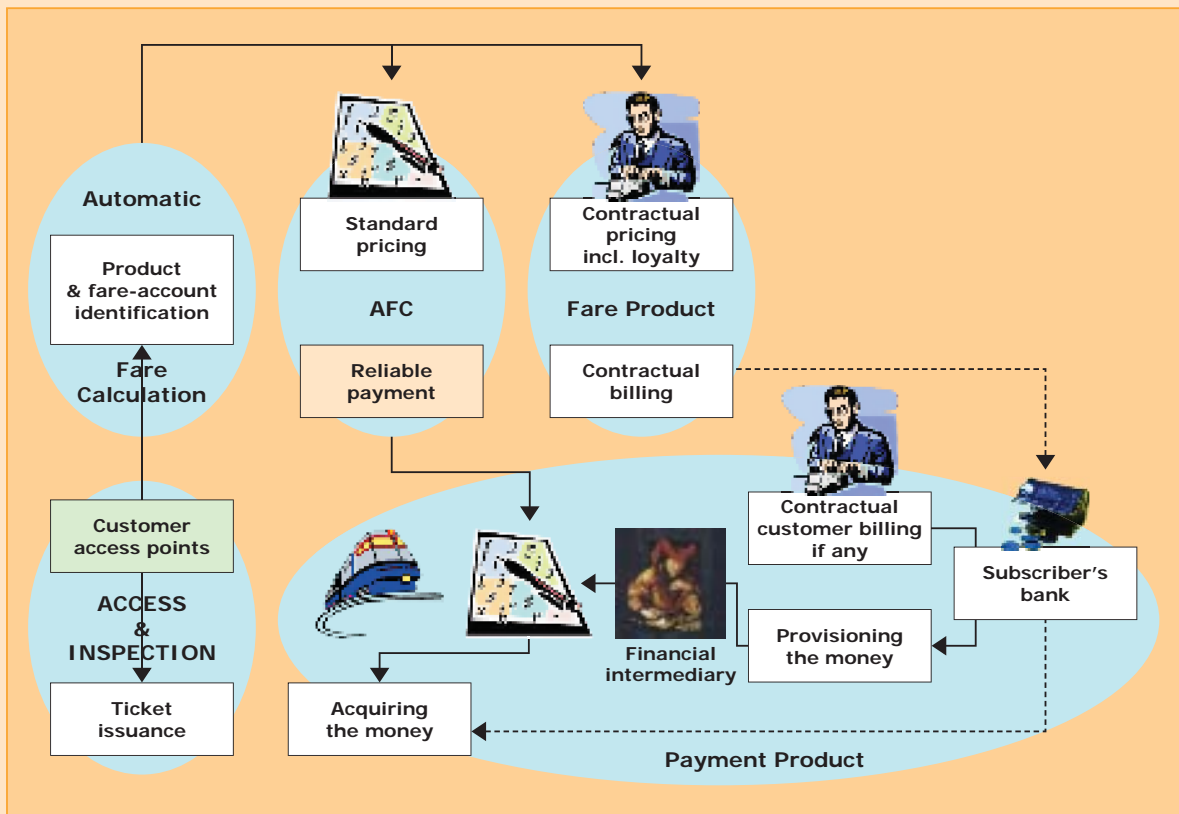 Automatic
Product
& fare-account
identification
Fare
Calculation
Standard
pricing
AFC
Reliable
payment
Contractual
pricing
incl. loyalty
Fare Product
Contractual
billing
Customer
access points
ACCESS
&
INSPECTION
Ticket
issuance
Contractual
customer billing
if any
Subscriber's
bank
Provisioning
the money
Financial
intermediary
Acquiring
the money
Payment Product